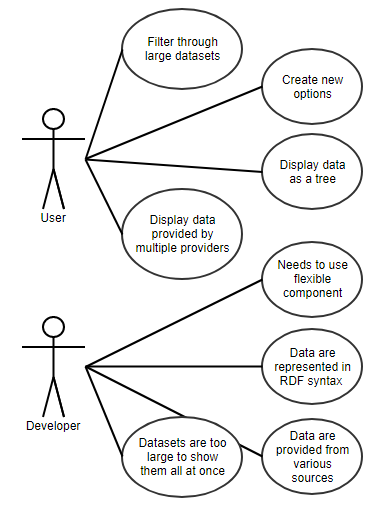 Filter through
large datasets
Create new
options
Display data
as a tree
User
Display data
provided by
multiple providers
Needs to use
flexible
component
Data are
represented in
RDF syntax
Developer
Datasets are too
large to show
them all at once
Data are
provided from
various
sources